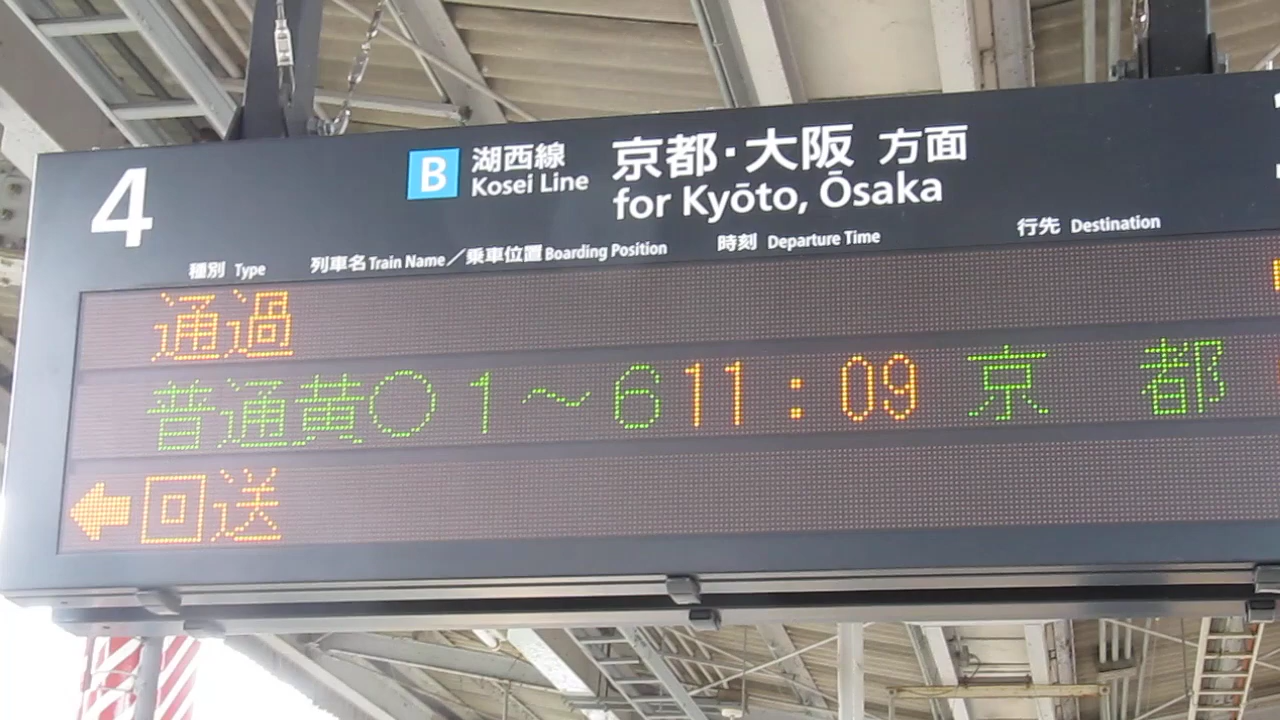 4
B 湖西線 京都・大阪 方面
Kosei Line for Kyōto, Ōsaka
種別 Type 列車名 Train Name／乗車位置 Boarding Position 時刻 Departure Time 行先 Destination
通過
普通黄○1～6 11:09 京 都
←回送